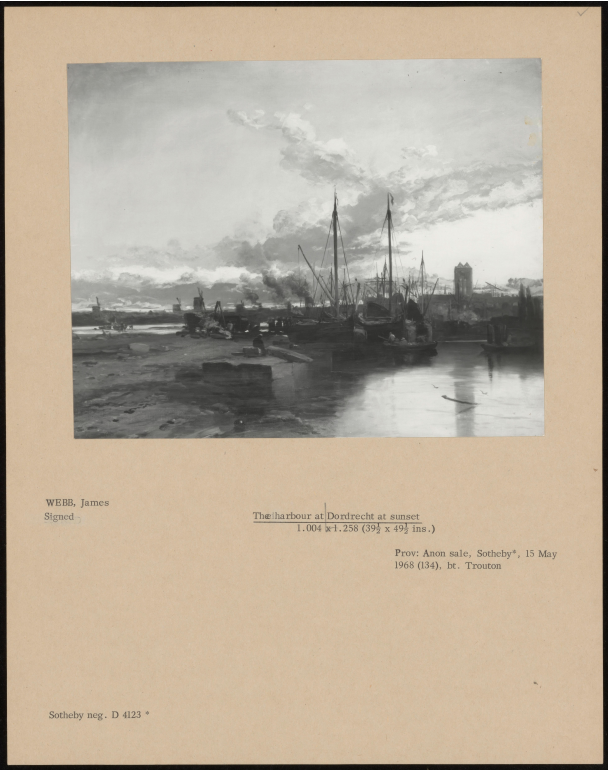 WEBB, James
Signed
The harbour at Dordrecht at sunset
1.004 x 1.258 (39½ x 49½ ins.)
Prov: Anon sale, Sotheby*, 15 May
1968 (134), bt. Trouton
Sotheby neg. D 4123 *